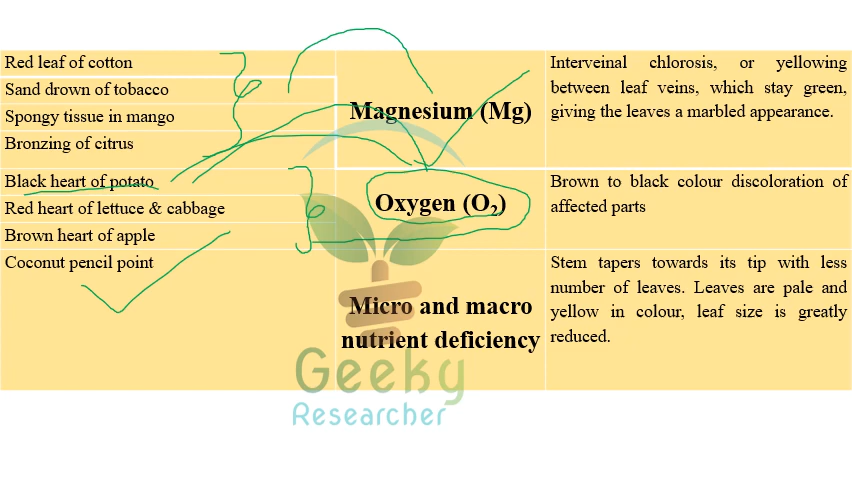 Red leaf of cotton
Sand drown of tobacco
Spongy tissue in mango
Bronzing of citrus
Magnesium (Mg)
Interveinal chlorosis, or yellowing
between leaf veins, which stay green,
giving the leaves a marbled appearance.
Black heart of potato
Red heart of lettuce & cabbage
Brown heart of apple
Oxygen (O₂)
Brown to black colour discoloration of
affected parts
Coconut pencil point
Micro and macro
nutrient deficiency
Stem tapers towards its tip with less
number of leaves. Leaves are pale and
yellow in colour, leaf size is greatly
reduced.
Geeky
Researcher